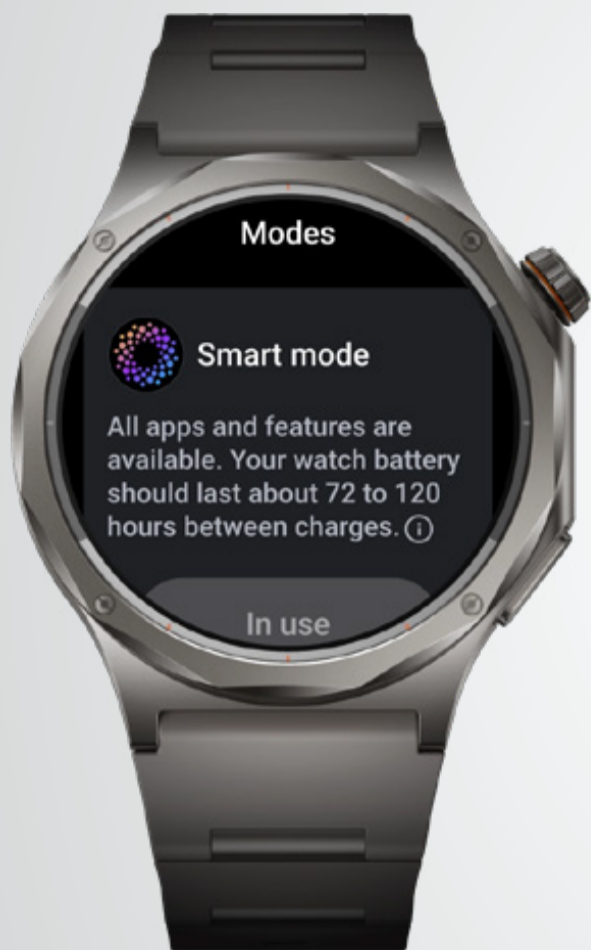 Modes
Smart mode
All apps and features are
available. Your watch battery
should last about 72 to 120
hours between charges.
In use